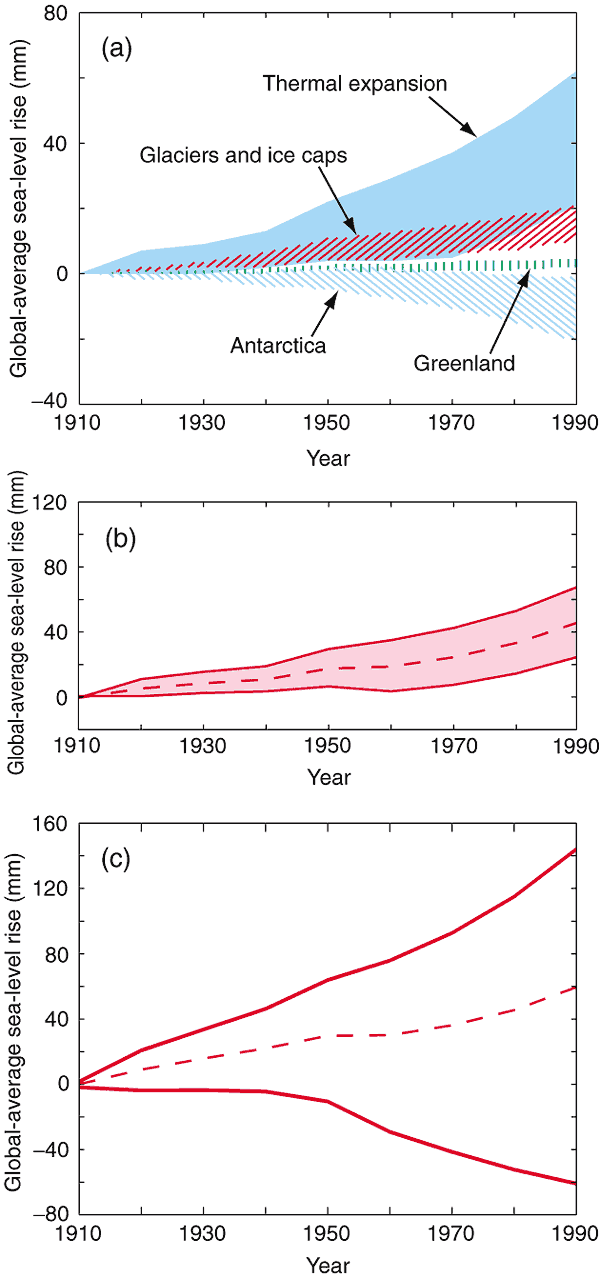 Global-average sea-level rise (mm)
80
(a)
Thermal expansion
40
Glaciers and ice caps
0
Antarctica
Greenland
–40
1910 1930 1950 1970 1990
Year
Global-average sea-level rise (mm)
120
(b)
80
40
0
1910 1930 1950 1970 1990
Year
Global-average sea-level rise (mm)
160
(c)
120
80
40
0
–40
–80
1910 1930 1950 1970 1990
Year